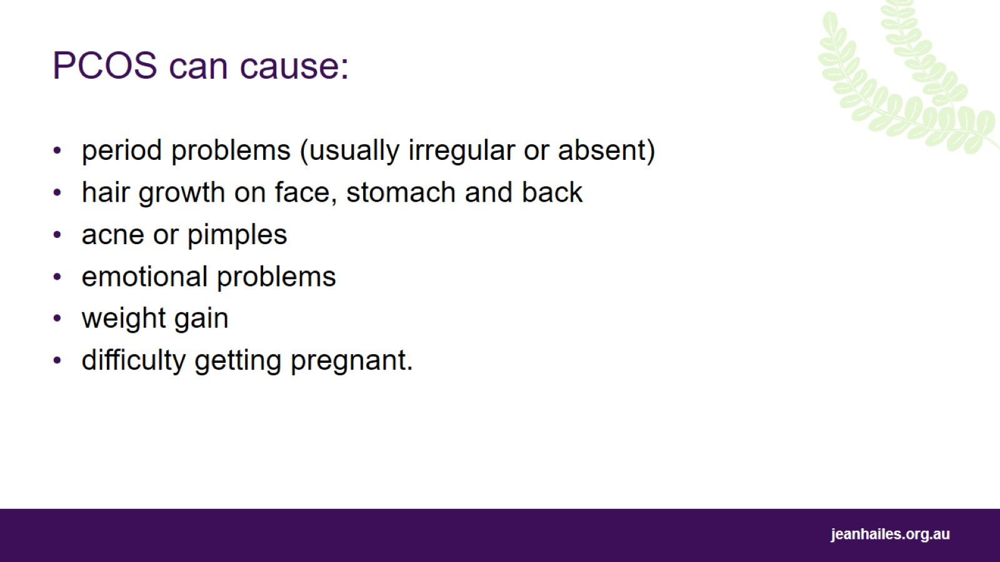 PCOS can cause:
• period problems (usually irregular or absent)
• hair growth on face, stomach and back
• acne or pimples
• emotional problems
• weight gain
• difficulty getting pregnant.
jeanhailes.org.au